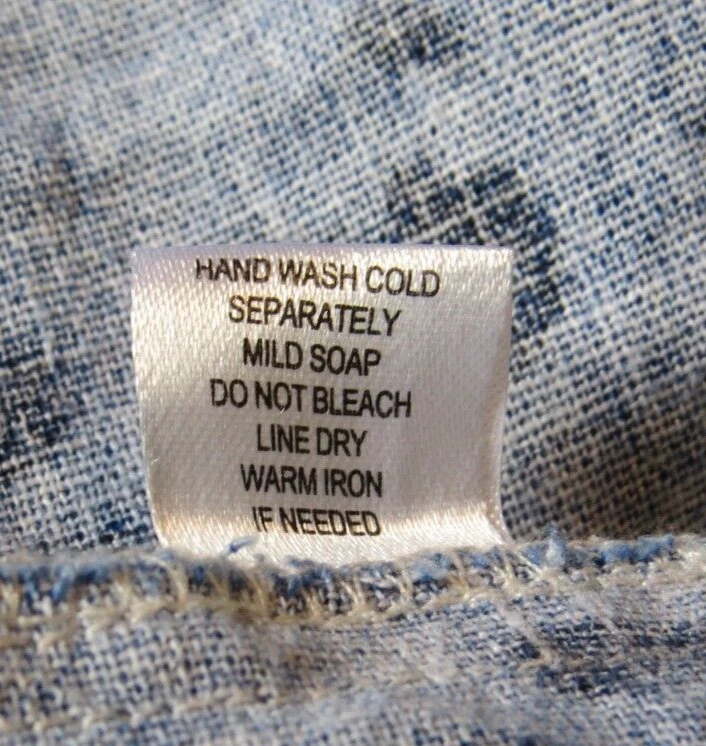 HAND WASH COLD
SEPARATELY
MILD SOAP
DO NOT BLEACH
LINE DRY
WARM IRON
IF NEEDED